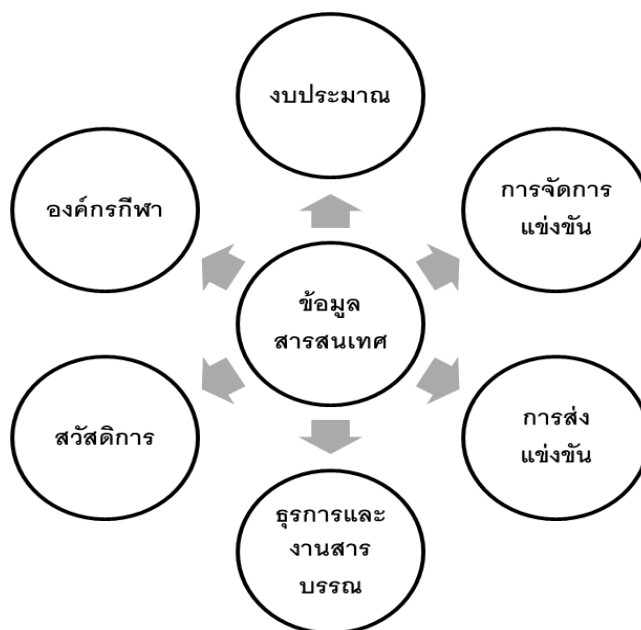 งบประมาณ
องค์กรกีฬา
การจัดการ
แข่งขัน
ข้อมูล
สารสนเทศ
สวัสดิการ
การส่ง
แข่งขัน
ธุรการและ
งานสาร
บรรณ